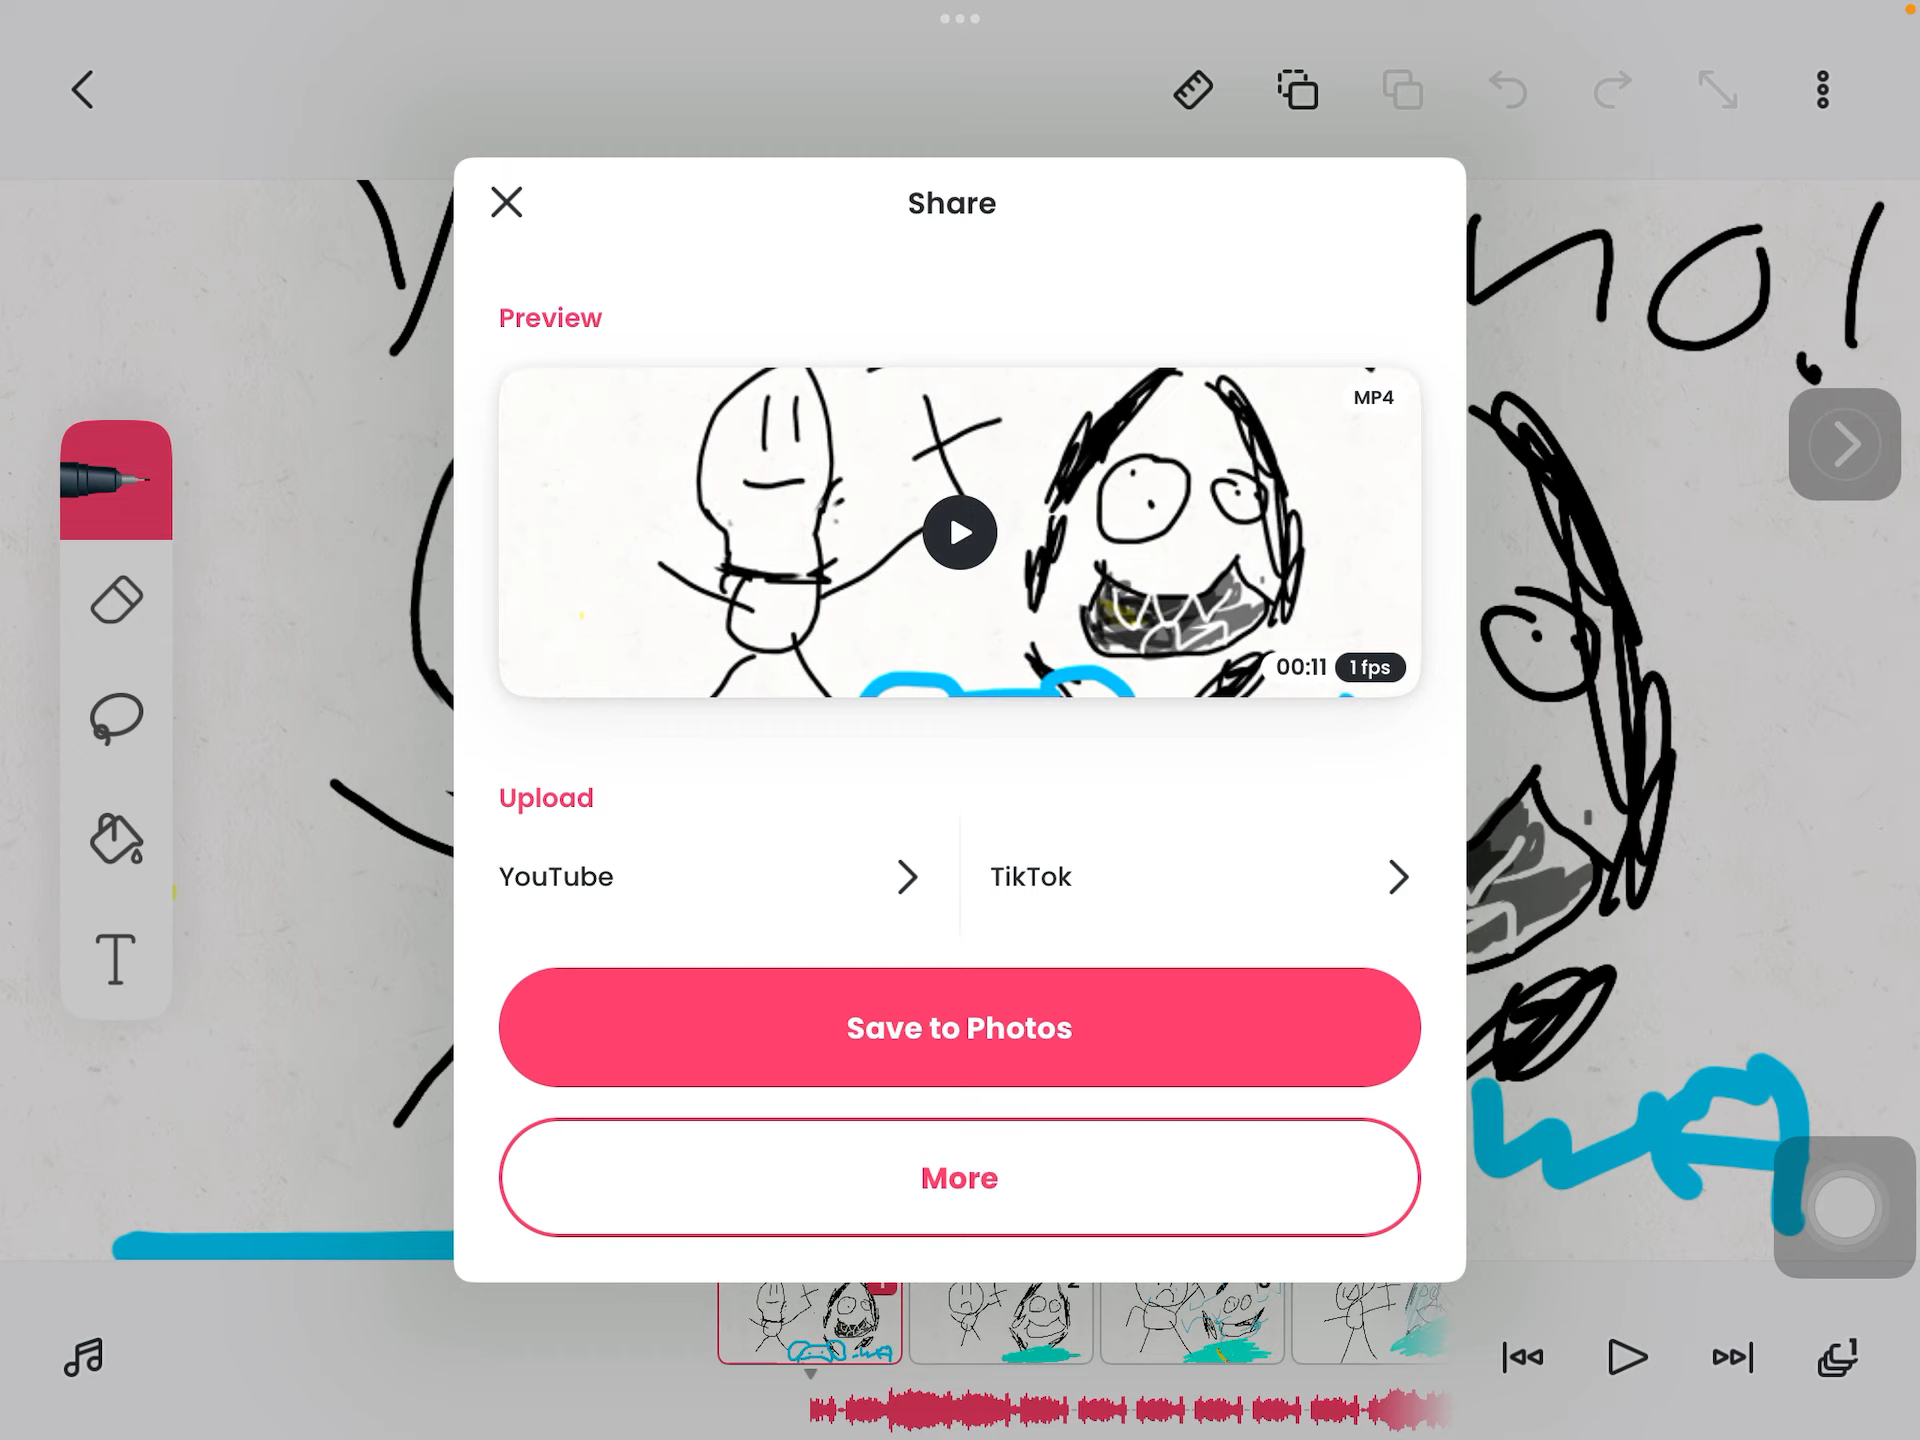 Share
no!
Preview
MP4
00:11 1 fps
Upload
YouTube
TikTok
Save to Photos
More